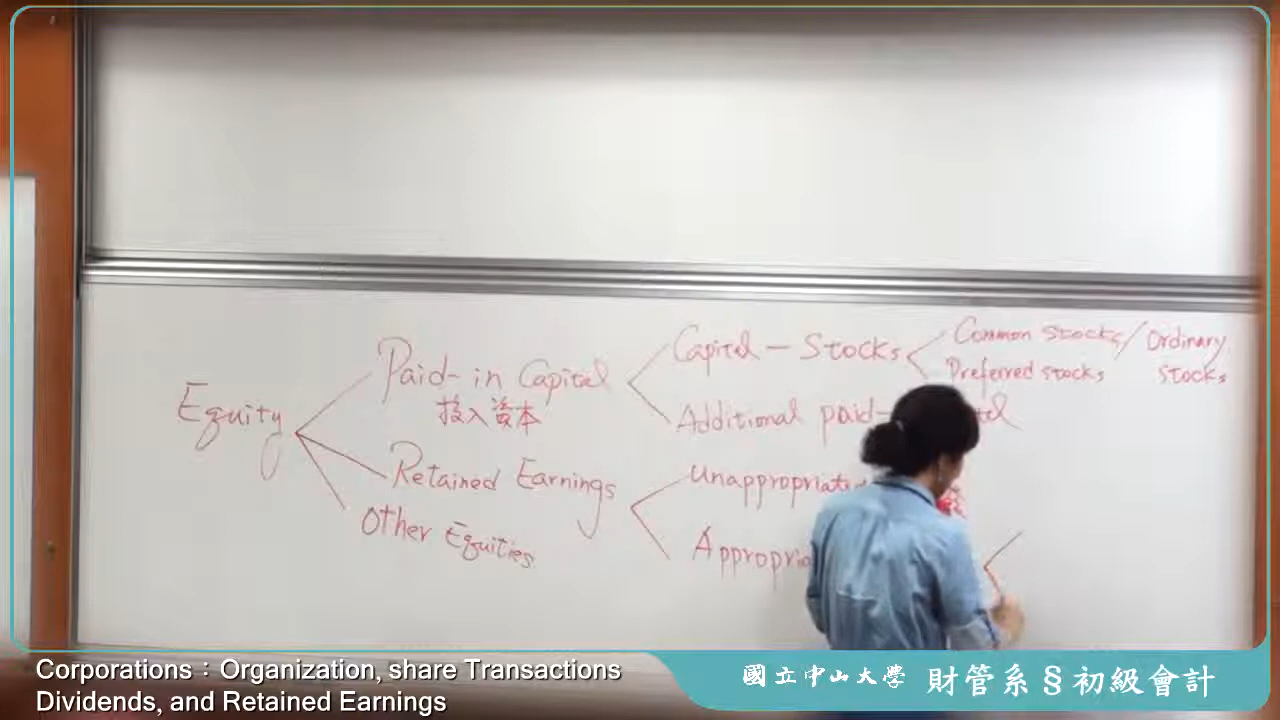 Equity
Paid-in Capital
投入資本
Retained Earnings
Other Equities
Capital - Stocks
Common stocks / Ordinary stocks
Preferred stocks
Additional paid-
Unappropriated
Appropria
Corporations：Organization, share Transactions
Dividends, and Retained Earnings
國立中山大學 財管系§初級會計